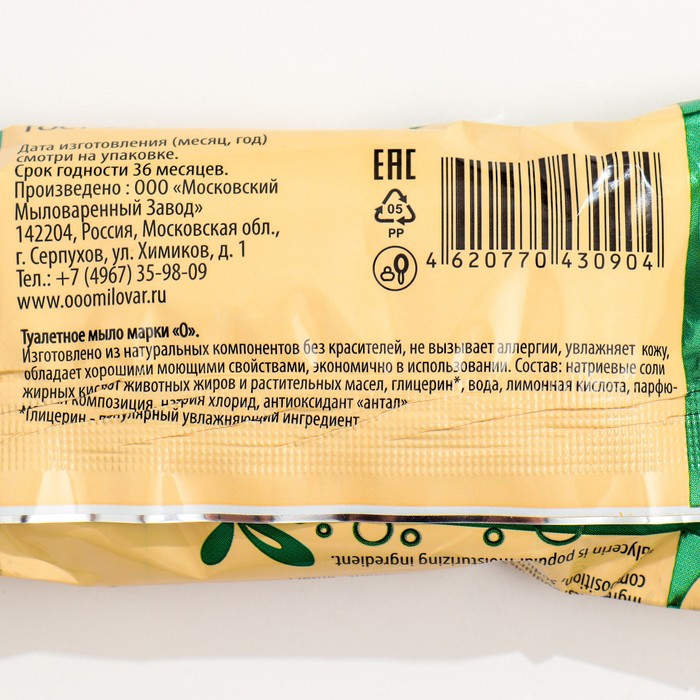 Дата изготовления (месяц, год)
смотри на упаковке.
Срок годности 36 месяцев.
Произведено : ООО «Московский
Мыловаренный Завод»
142204, Россия, Московская обл.,
г. Серпухов, ул. Химиков, д. 1
Тел.: +7 (4967) 35-98-09
www.ooomilovar.ru
EAC
05
PP
4 620770 430904
Туалетное мыло марки «О».
Изготовлено из натуральных компонентов без красителей, не вызывает аллергии, увлажняет кожу,
обладает хорошими моющими свойствами, экономично в использовании. Состав: натриевые соли
жирных кислот животных жиров и растительных масел, глицерин*, вода, лимонная кислота, парфю-
композиция, натрия хлорид, антиоксидант «антал»
*Глицерин - популярный увлажняющий ингредиент
glycerin is popular moisturizing ingredient.